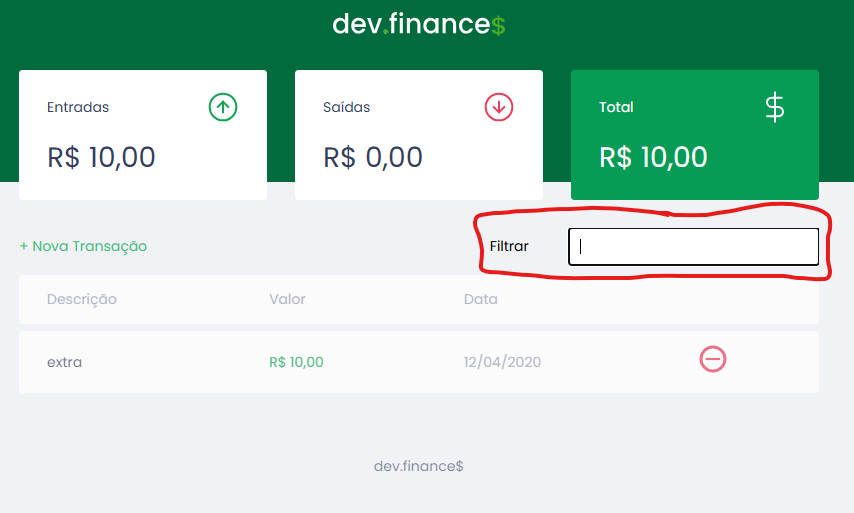 dev.finance$
Entradas
R$ 10,00
Saídas
R$ 0,00
Total
$
R$ 10,00
+ Nova Transação
Filtrar
Descrição Valor Data
extra R$ 10,00 12/04/2020
dev.finance$